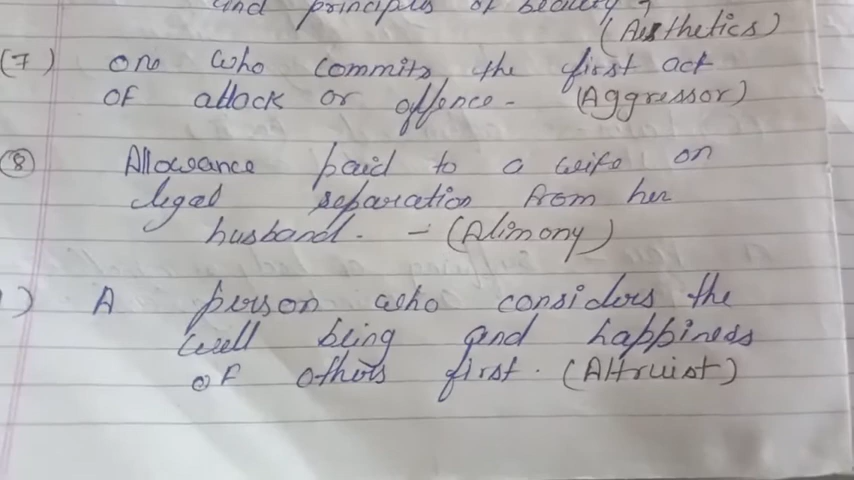 and principles of beauty ?
(Aesthetics)
(7) one who commits the first act
of attack or offence - (Aggressor)
(8) Allowance paid to a wife on
legal separation from her
husband. - (Alimony)
) A person who considers the
well being and happiness
of others first. (Altruist)